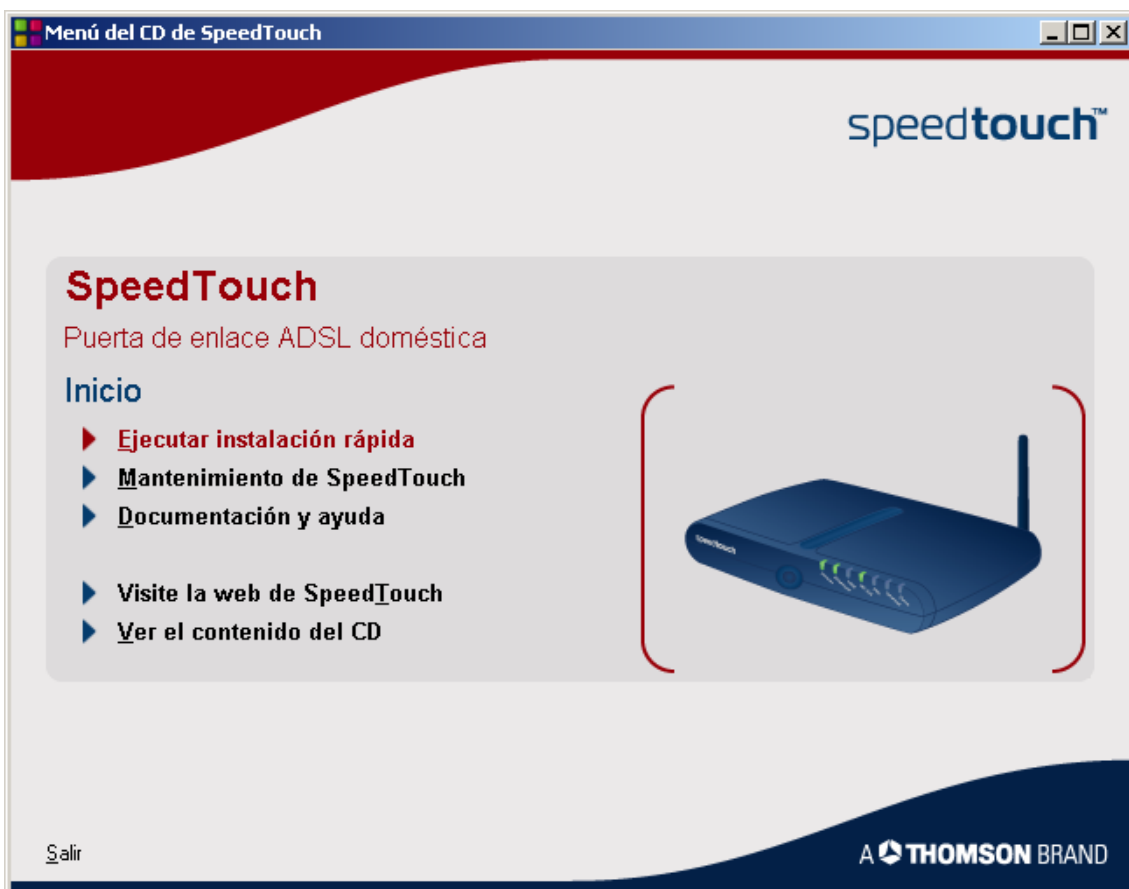 Menú del CD de SpeedTouch
speedtouch™
SpeedTouch
Puerta de enlace ADSL doméstica
Inicio
Ejecutar instalación rápida
Mantenimiento de SpeedTouch
Documentación y ayuda
Visite la web de SpeedTouch
Ver el contenido del CD
speedtouch
Salir
A THOMSON BRAND